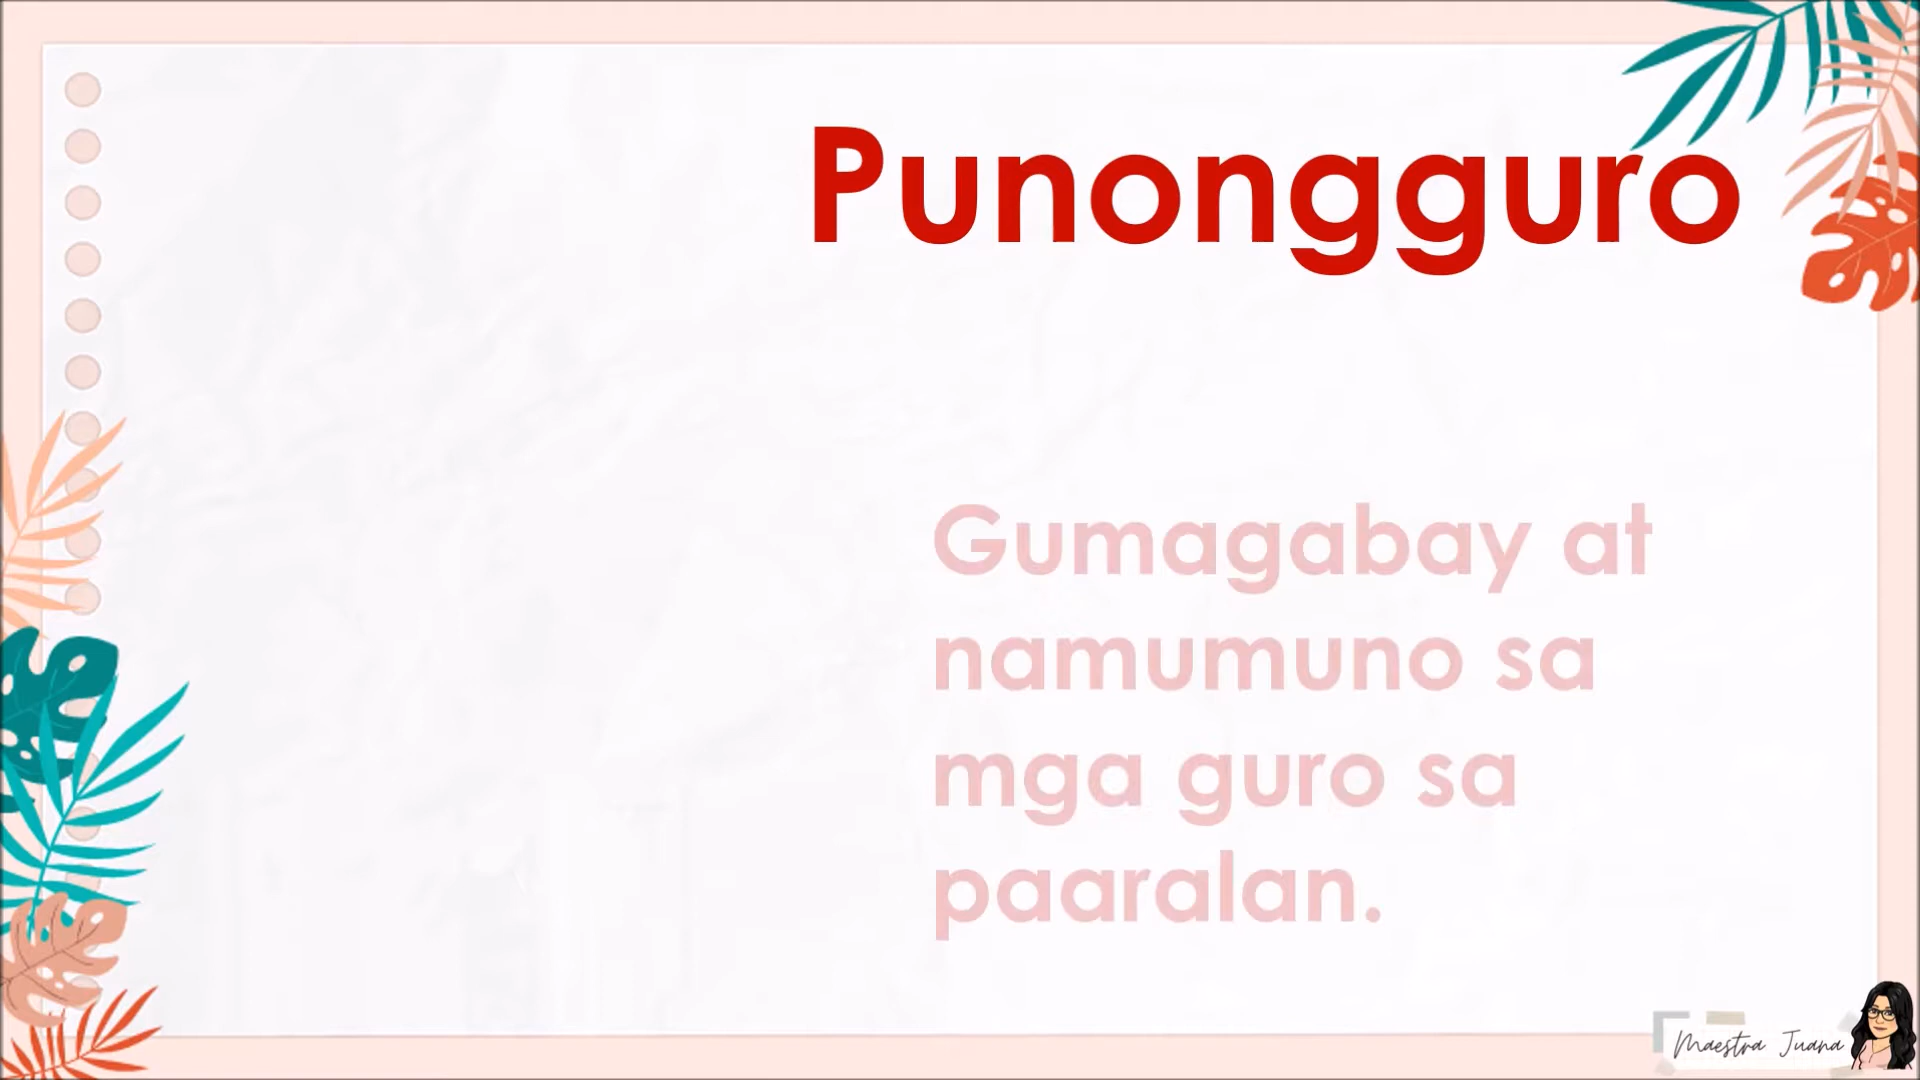 Punongguro
Gumagabay at
namumuno sa
mga guro sa
paaralan.
Maestra Juana